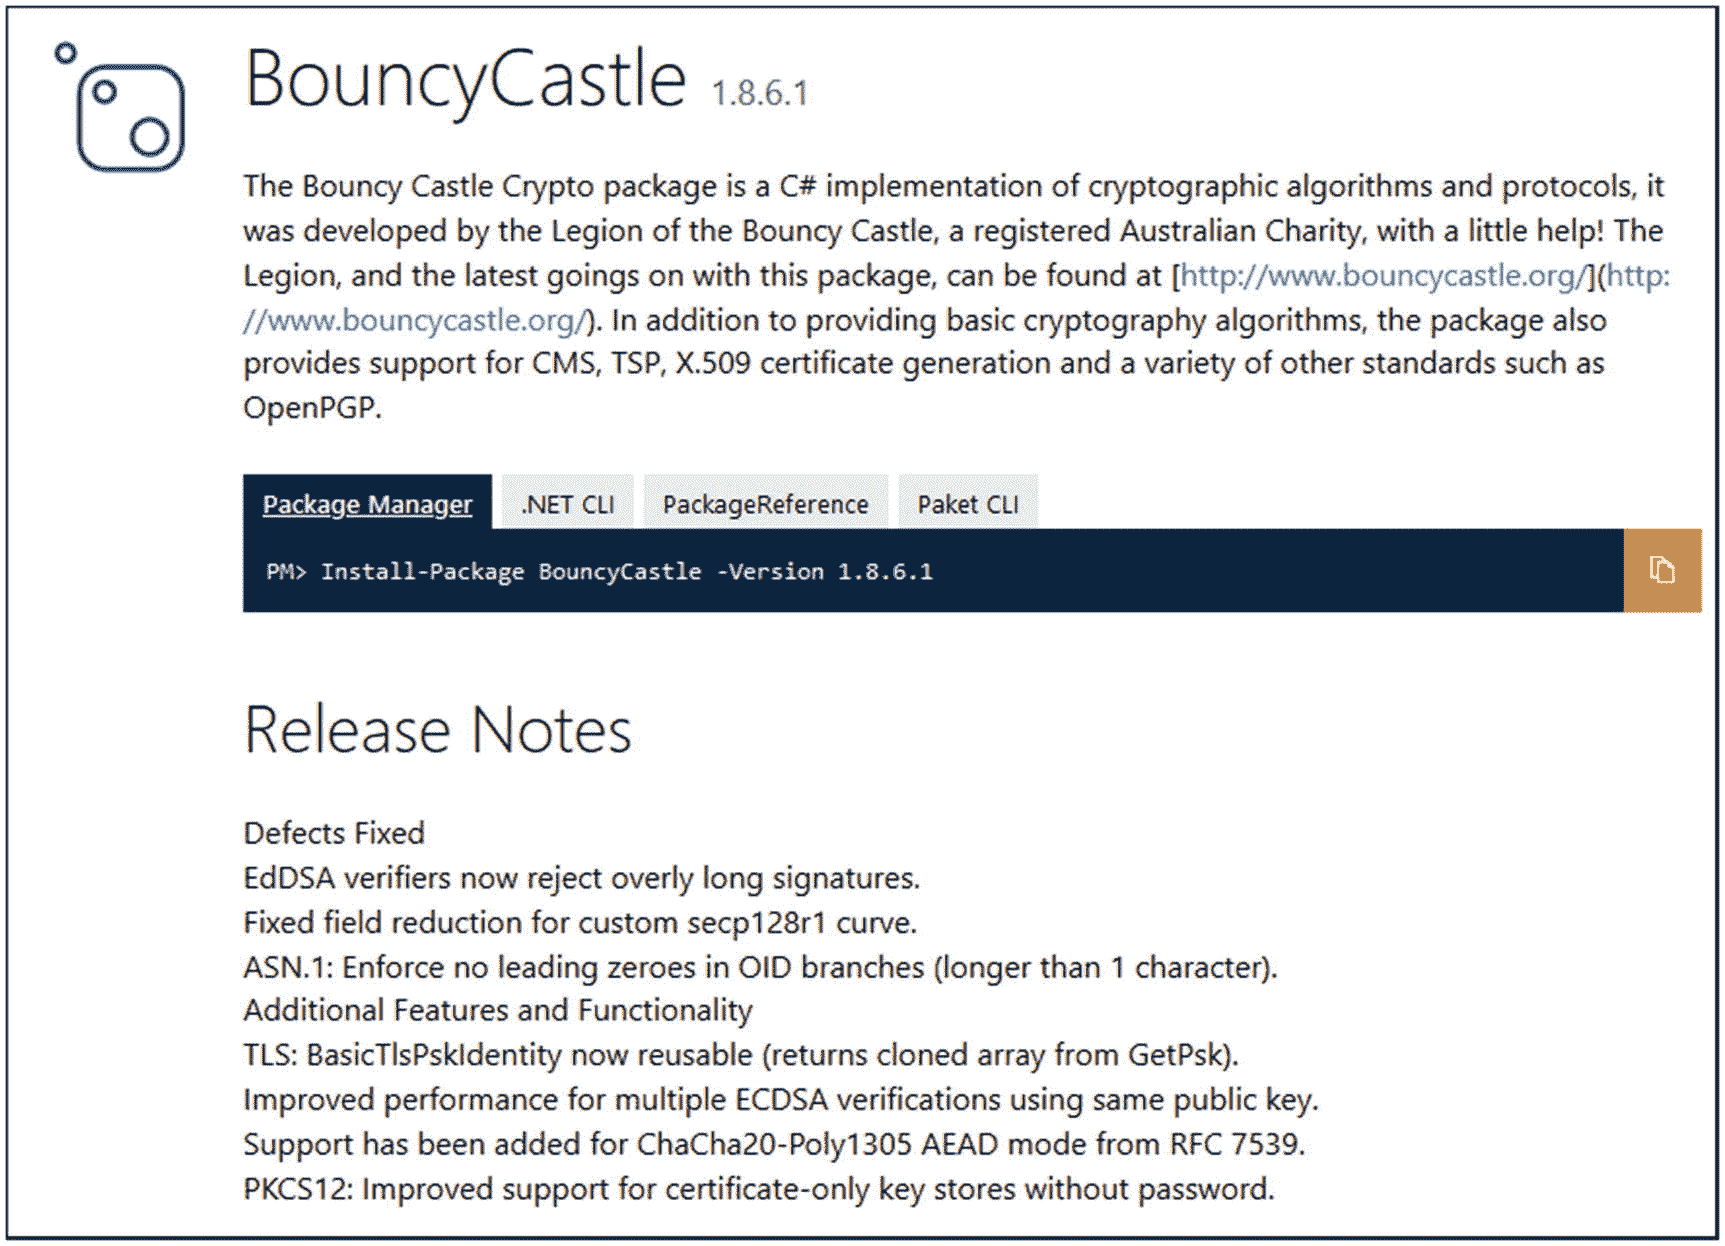 BouncyCastle 1.8.6.1
The Bouncy Castle Crypto package is a C# implementation of cryptographic algorithms and protocols, it
was developed by the Legion of the Bouncy Castle, a registered Australian Charity, with a little help! The
Legion, and the latest goings on with this package, can be found at [http://www.bouncycastle.org/](http:
//www.bouncycastle.org/). In addition to providing basic cryptography algorithms, the package also
provides support for CMS, TSP, X.509 certificate generation and a variety of other standards such as
OpenPGP.
Package Manager .NET CLI PackageReference Paket CLI
PM> Install-Package BouncyCastle -Version 1.8.6.1
Release Notes
Defects Fixed
EdDSA verifiers now reject overly long signatures.
Fixed field reduction for custom secp128r1 curve.
ASN.1: Enforce no leading zeroes in OID branches (longer than 1 character).
Additional Features and Functionality
TLS: BasicTlsPskIdentity now reusable (returns cloned array from GetPsk).
Improved performance for multiple ECDSA verifications using same public key.
Support has been added for ChaCha20-Poly1305 AEAD mode from RFC 7539.
PKCS12: Improved support for certificate-only key stores without password.